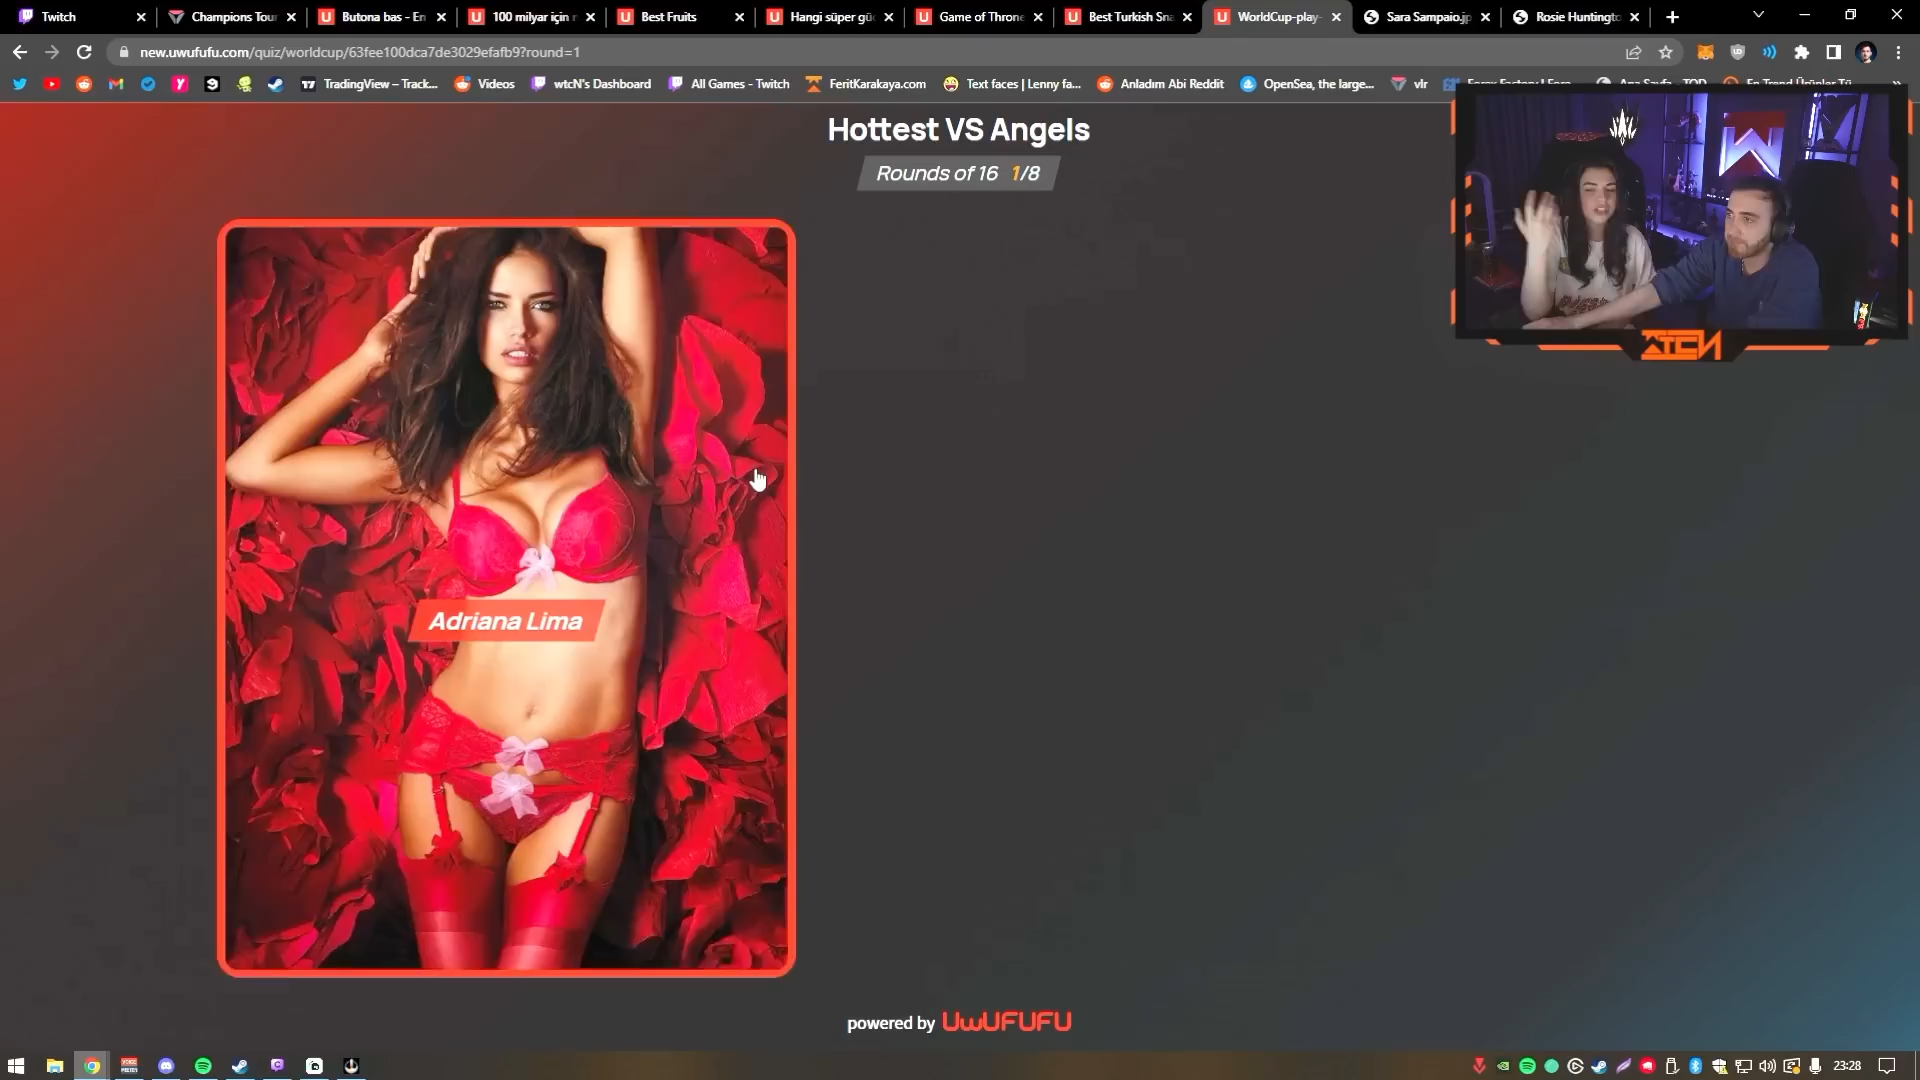 Twitch
Champions Tour
Butona bas - En
100 milyar için n
Best Fruits
Hangi süper gü
Game of Throne
Best Turkish Sna
WorldCup-play-
Sara Sampaio.jp
Rosie Huntingto
new.uwufufu.com/quiz/worldcup/63fee100dca7de3029efafb9?round=1
TradingView – Track...
Videos
wtcN's Dashboard
All Games - Twitch
FeritKarakaya.com
Text faces | Lenny fa...
Anladım Abi Reddit
OpenSea, the large...
vlr
Hottest VS Angels
Rounds of 16 1/8
WTCN
Adriana Lima
powered by UwUFUFU
23:28